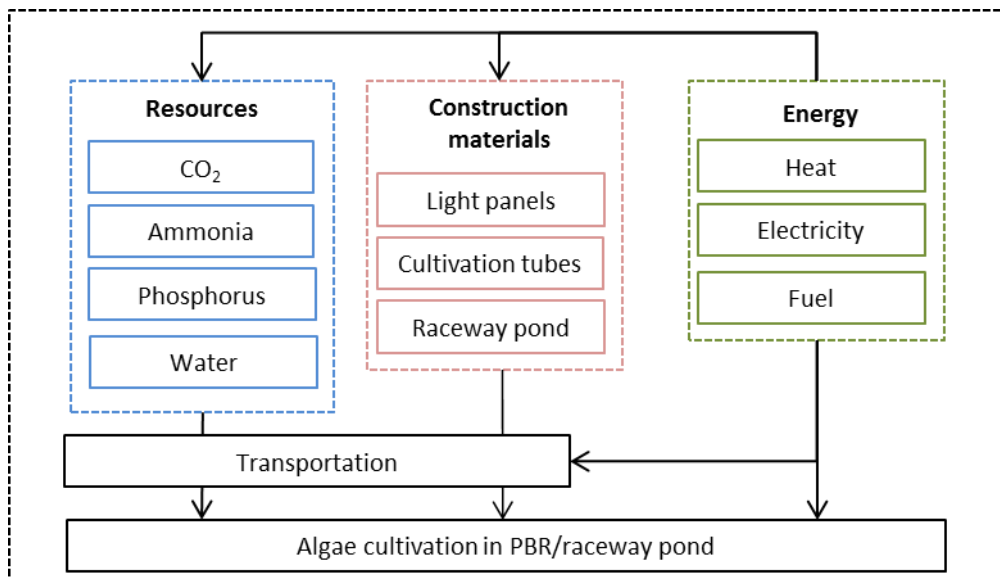 Resources
CO₂
Ammonia
Phosphorus
Water
Construction
materials
Light panels
Cultivation tubes
Raceway pond
Energy
Heat
Electricity
Fuel
Transportation
Algae cultivation in PBR/raceway pond